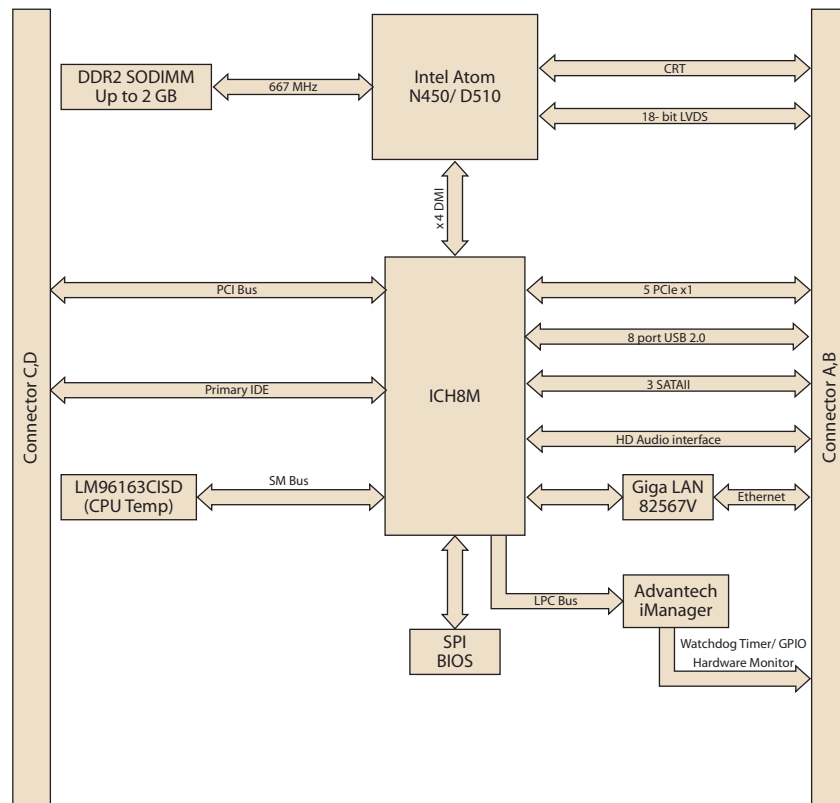 DDR2 SODIMM
Up to 2 GB
667 MHz
Intel Atom
N450/ D510
CRT
18- bit LVDS
x4 DMI
Connector C,D
Connector A,B
PCI Bus
Primary IDE
ICH8M
5 PCIe x1
8 port USB 2.0
3 SATAII
HD Audio interface
LM96163CISD
(CPU Temp)
SM Bus
Giga LAN
82567V
Ethernet
LPC Bus
Advantech
iManager
SPI
BIOS
Watchdog Timer/ GPIO
Hardware Monitor